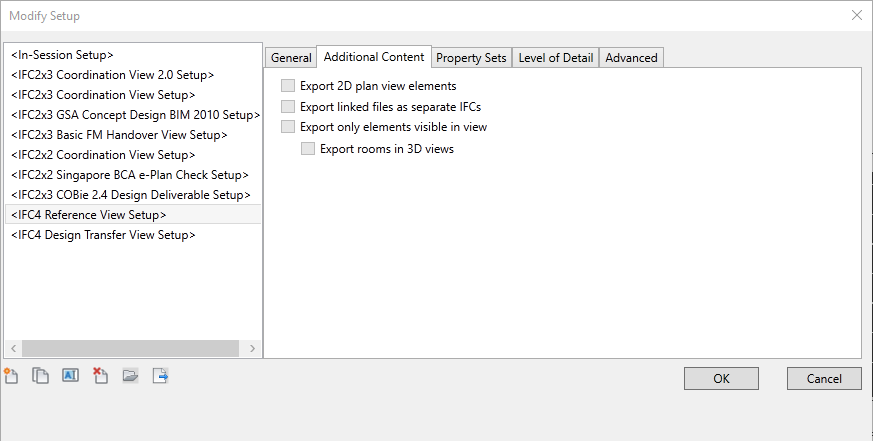 Modify Setup
<In-Session Setup>
<IFC2x3 Coordination View 2.0 Setup>
<IFC2x3 Coordination View Setup>
<IFC2x3 GSA Concept Design BIM 2010 Setup>
<IFC2x3 Basic FM Handover View Setup>
<IFC2x2 Coordination View Setup>
<IFC2x2 Singapore BCA e-Plan Check Setup>
<IFC2x3 COBie 2.4 Design Deliverable Setup>
<IFC4 Reference View Setup>
<IFC4 Design Transfer View Setup>
General Additional Content Property Sets Level of Detail Advanced
Export 2D plan view elements
Export linked files as separate IFCs
Export only elements visible in view
Export rooms in 3D views
OK Cancel